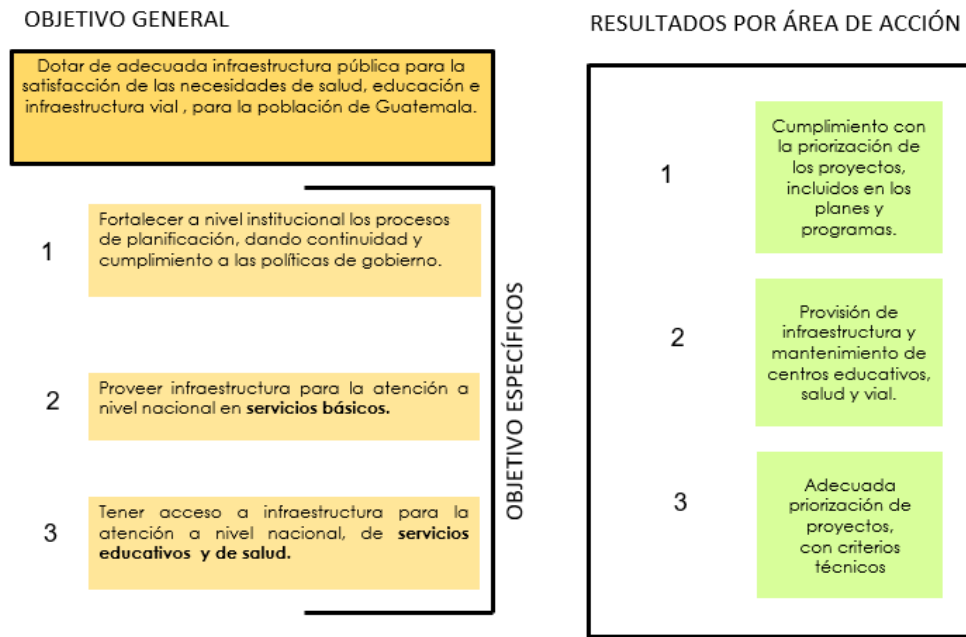 OBJETIVO GENERAL
Dotar de adecuada infraestructura pública para la
satisfacción de las necesidades de salud, educación e
infraestructura vial , para la población de Guatemala.
1
Fortalecer a nivel institucional los procesos
de planificación, dando continuidad y
cumplimiento a las políticas de gobierno.
2
Proveer infraestructura para la atención a
nivel nacional en servicios básicos.
3
Tener acceso a infraestructura para la
atención a nivel nacional, de servicios
educativos y de salud.
OBJETIVO ESPECÍFICOS
RESULTADOS POR ÁREA DE ACCIÓN
1
Cumplimiento con
la priorización de
los proyectos,
incluidos en los
planes y
programas.
2
Provisión de
infraestructura y
mantenimiento de
centros educativos,
salud y vial.
3
Adecuada
priorización de
proyectos,
con criterios
técnicos